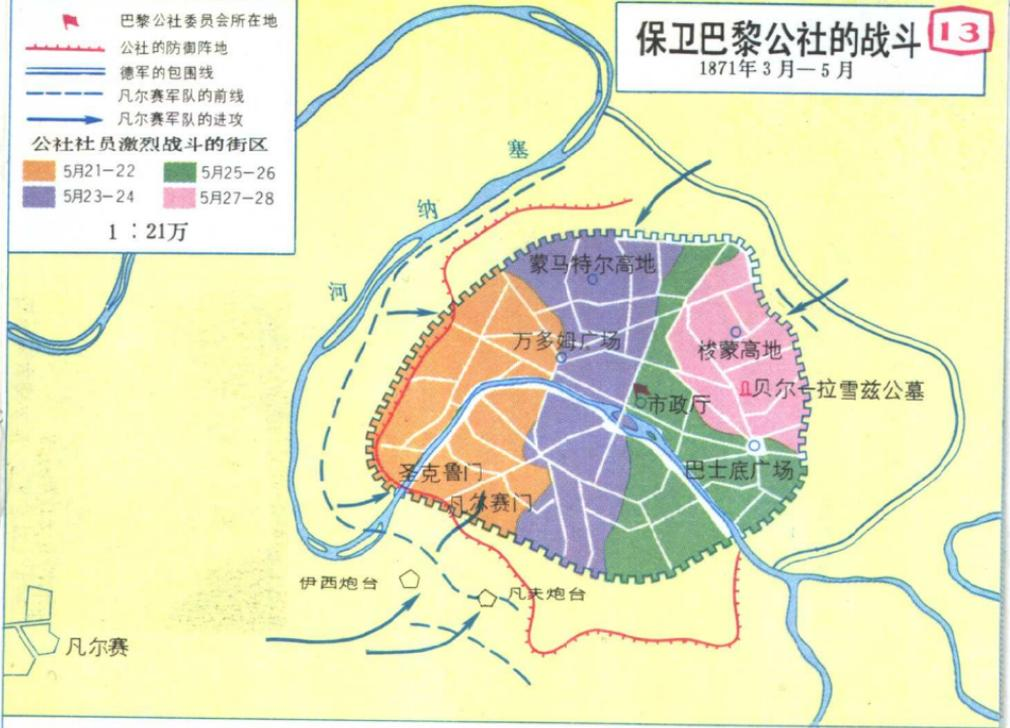 保卫巴黎公社的战斗
13
1871年3月—5月
巴黎公社委员会所在地
公社的防御阵地
德军的包围线
凡尔赛军队的前线
凡尔赛军队的进攻
公社社员激烈战斗的街区
5月21—22
5月25—26
5月23—24
5月27—28
1:21万
塞
纳
河
蒙马特尔高地
万多姆广场
梭蒙高地
贝尔—拉雪兹公墓
市政厅
巴士底广场
圣克鲁门
凡尔赛门
伊西炮台
凡夫炮台
凡尔赛